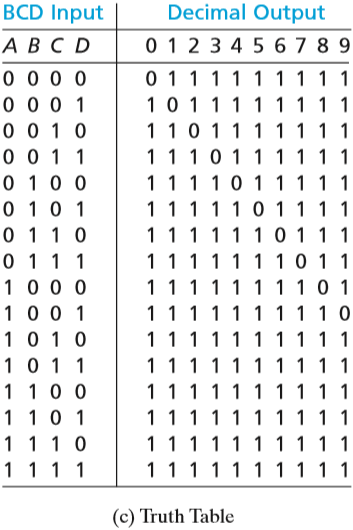 BCD Input Decimal Output
A B C D 0 1 2 3 4 5 6 7 8 9
0 0 0 0 0 1 1 1 1 1 1 1 1 1
0 0 0 1 1 0 1 1 1 1 1 1 1 1
0 0 1 0 1 1 0 1 1 1 1 1 1 1
0 0 1 1 1 1 1 0 1 1 1 1 1 1
0 1 0 0 1 1 1 1 0 1 1 1 1 1
0 1 0 1 1 1 1 1 1 0 1 1 1 1
0 1 1 0 1 1 1 1 1 1 0 1 1 1
0 1 1 1 1 1 1 1 1 1 1 0 1 1
1 0 0 0 1 1 1 1 1 1 1 1 0 1
1 0 0 1 1 1 1 1 1 1 1 1 1 0
1 0 1 0 1 1 1 1 1 1 1 1 1 1
1 0 1 1 1 1 1 1 1 1 1 1 1 1
1 1 0 0 1 1 1 1 1 1 1 1 1 1
1 1 0 1 1 1 1 1 1 1 1 1 1 1
1 1 1 0 1 1 1 1 1 1 1 1 1 1
1 1 1 1 1 1 1 1 1 1 1 1 1 1
(c) Truth Table